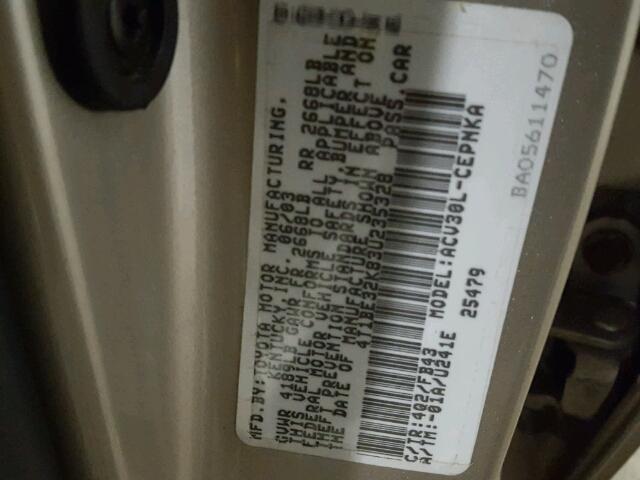 MFD.BY:TOYOTA MOTOR MANUFACTURING,
KENTUCKY,INC. 06/03
GVWR 4189LB GAWR FR 2668LB RR 2668LB
THIS VEHICLE CONFORMS TO ALL APPLICABLE
FEDERAL MOTOR VEHICLE SAFETY,BUMPER AND
THEFT PREVENTION STANDARDS IN EFFECT ON
THE DATE OF MANUFACTURE SHOWN ABOVE.
4T1BE32K83U235328 PASS.CAR
C/TR:4Q2/FB43 MODEL:ACV30L-CEPNKA
A/TM:-01A/U241E 25479
BA05611470